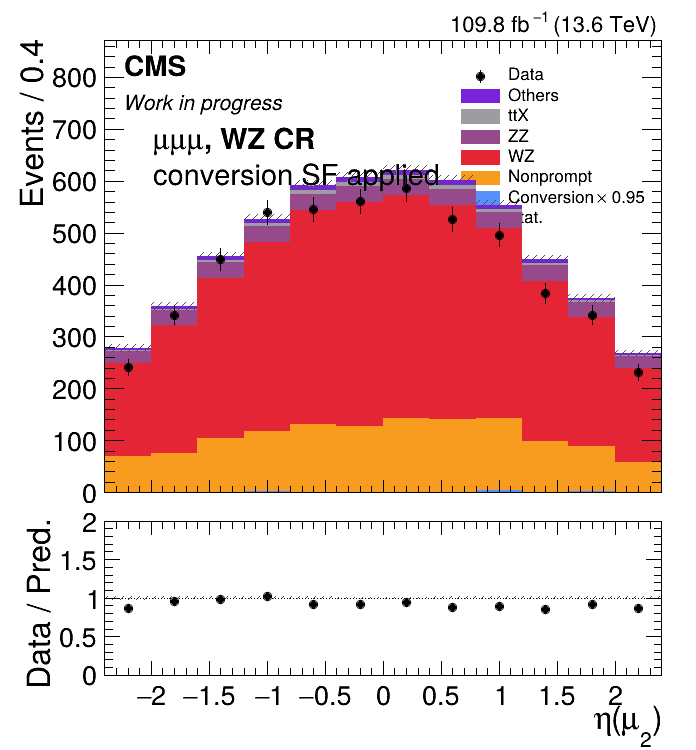 109.8 fb⁻¹ (13.6 TeV)
Events / 0.4
CMS
Work in progress
μμμ, WZ CR
conversion SF applied
Data
Others
ttX
ZZ
WZ
Nonprompt
Conversion × 0.95
800
700
600
500
400
300
200
100
0
Data / Pred.
2
1.5
1
0.5
0
−2 −1.5 −1 −0.5 0 0.5 1 1.5 2
η(μ₂)